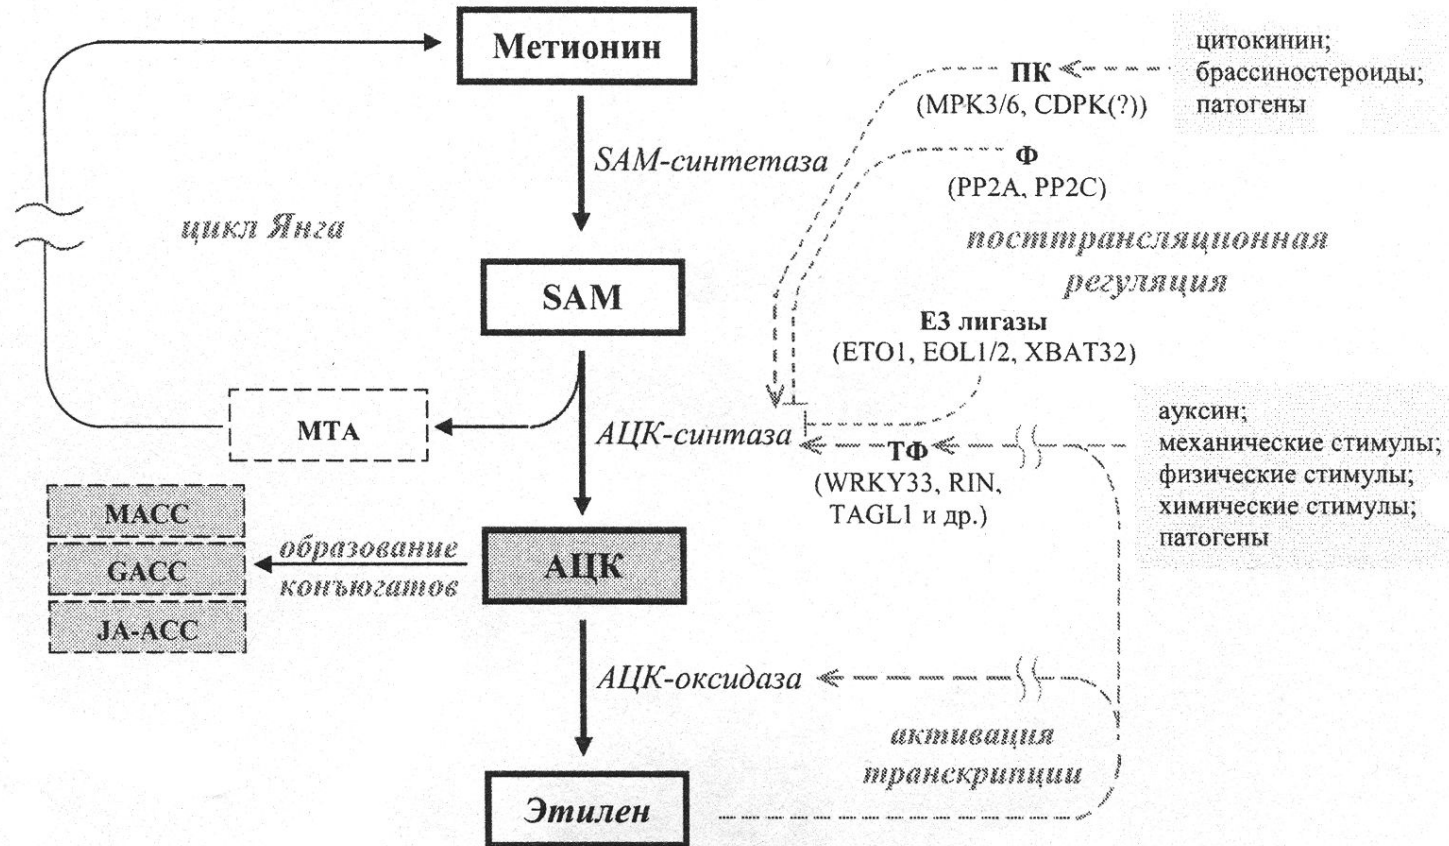 Метионин
цитокинин;
брассиностероиды;
патогены
ПК
(MPK3/6, CDPK(?))
SAM-синтетаза
Ф
(PP2A, PP2C)
цикл Янга
посттрансляционная
регуляция
SAM
E3 лигазы
(ETO1, EOL1/2, XBAT32)
МТА
АЦК-синтаза
ТФ
(WRKY33, RIN,
TAGL1 и др.)
ауксин;
механические стимулы;
физические стимулы;
химические стимулы;
патогены
MACC
GACC
JA-ACC
образование
конъюгатов
АЦК
АЦК-оксидаза
активация
транскрипции
Этилен